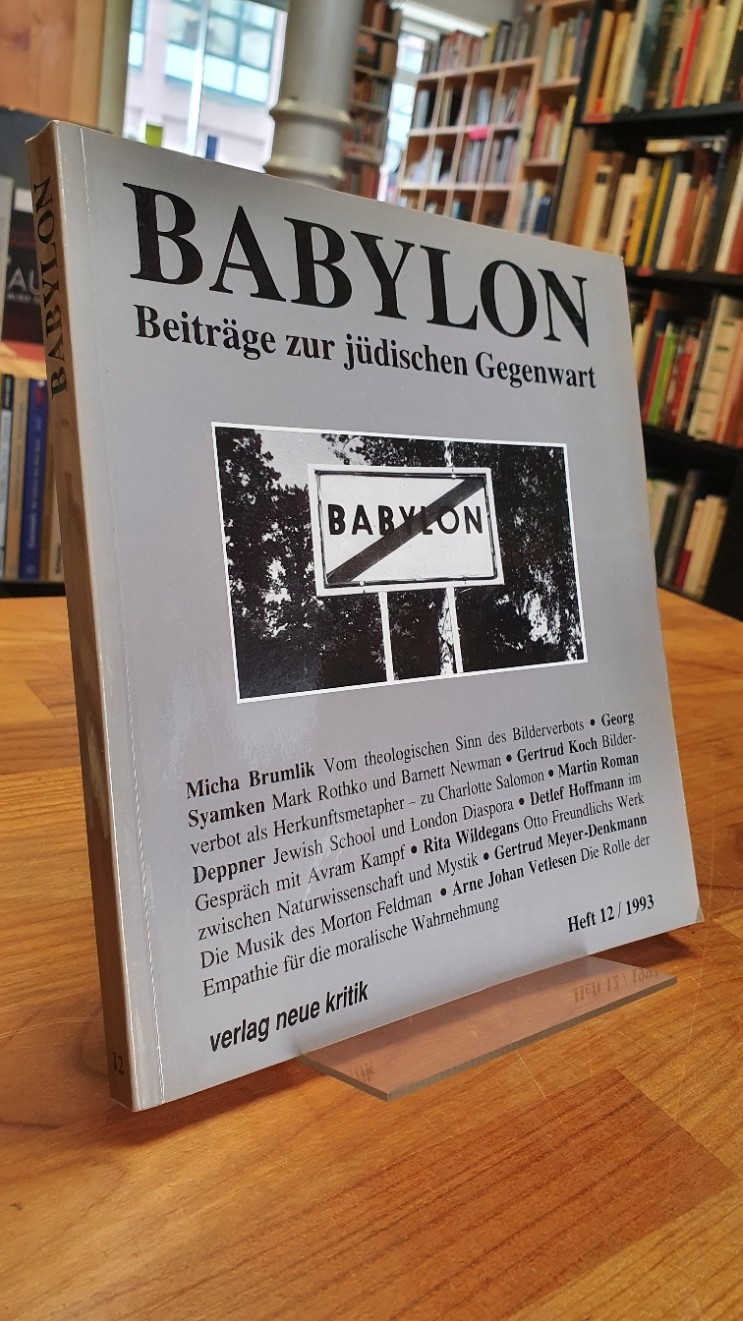 BABYLON
Beiträge zur jüdischen Gegenwart
BABYLON
Micha Brumlik Vom theologischen Sinn des Bilderverbots • Georg
Syamken Mark Rothko und Barnett Newman • Gertrud Koch Bilder-
verbot als Herkunftsmetapher – zu Charlotte Salomon • Martin Roman
Deppner Jewish School und London Diaspora • Detlef Hoffmann im
Gespräch mit Avram Kampf • Rita Wildegans Otto Freundlichs Werk
zwischen Naturwissenschaft und Mystik • Gertrud Meyer-Denkmann
Die Musik des Morton Feldman • Arne Johan Vetlesen Die Rolle der
Empathie für die moralische Wahrnehmung
Heft 12 / 1993
verlag neue kritik
BABYLON
12